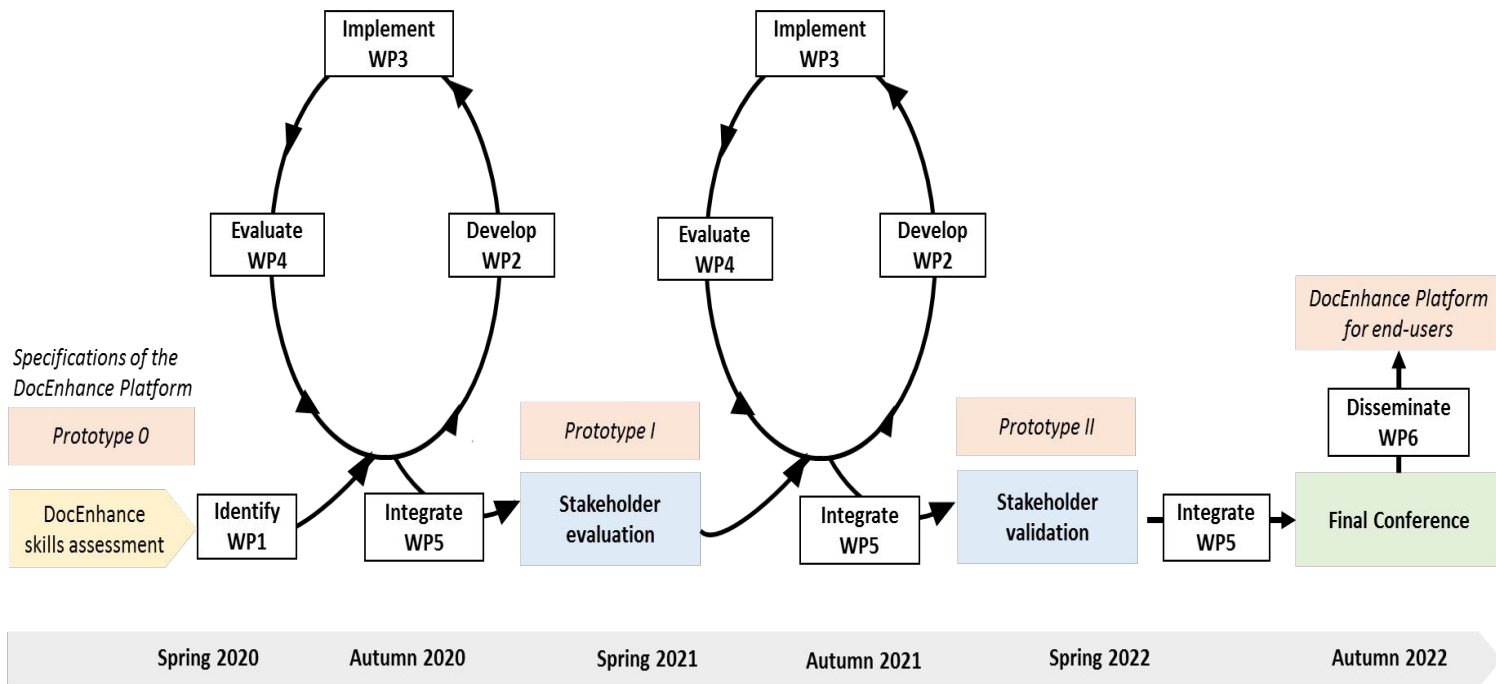 Implement
WP3
Implement
WP3
Evaluate
WP4
Develop
WP2
Evaluate
WP4
Develop
WP2
DocEnhance Platform
for end-users
Specifications of the
DocEnhance Platform
Prototype 0
Prototype I
Prototype II
Disseminate
WP6
DocEnhance
skills assessment
Identify
WP1
Integrate
WP5
Stakeholder
evaluation
Integrate
WP5
Stakeholder
validation
Integrate
WP5
Final Conference
Spring 2020
Autumn 2020
Spring 2021
Autumn 2021
Spring 2022
Autumn 2022